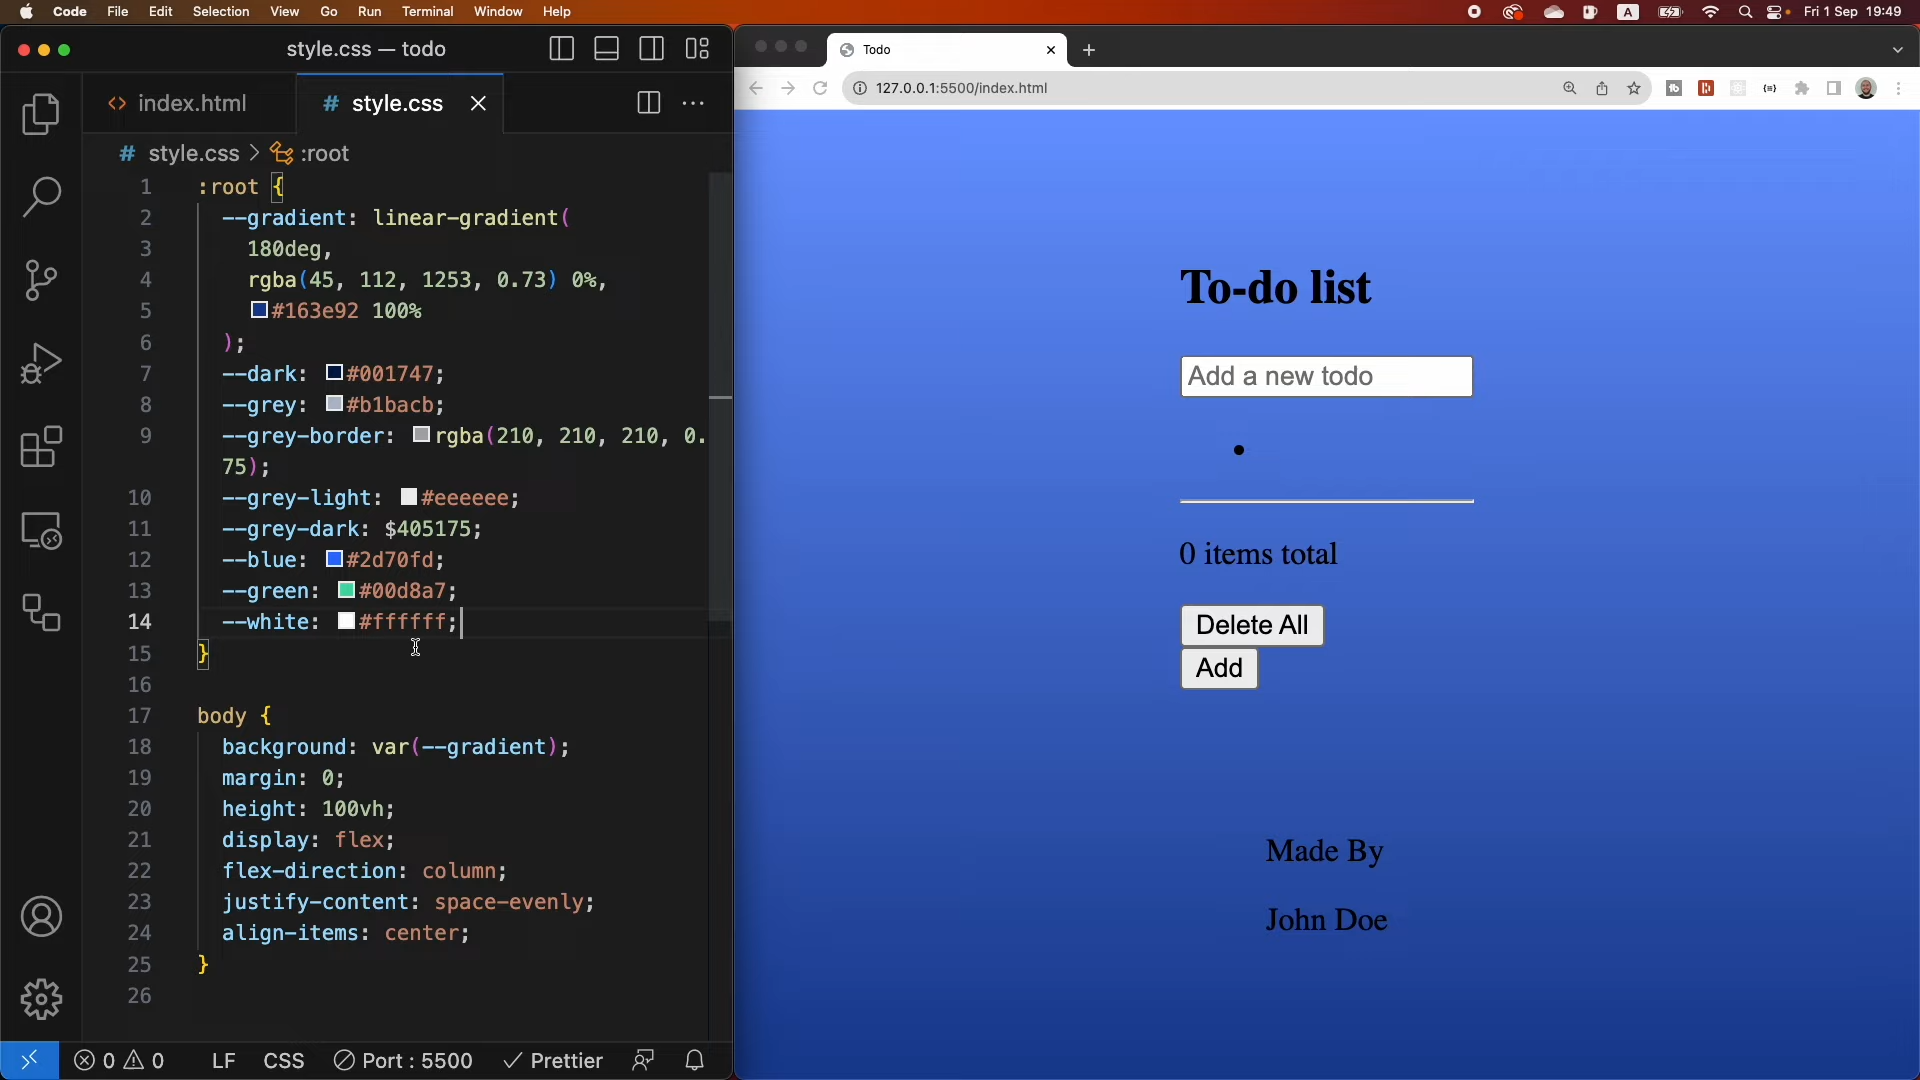 Code File Edit Selection View Go Run Terminal Window Help
A
Fri 1 Sep 19:49
style.css — todo
index.html
# style.css
# style.css > :root
1 :root {
2 --gradient: linear-gradient(
3 180deg,
4 rgba(45, 112, 1253, 0.73) 0%,
5 #163e92 100%
6 );
7 --dark: #001747;
8 --grey: #b1bacb;
9 --grey-border: rgba(210, 210, 210, 0.
75);
10 --grey-light: #eeeeee;
11 --grey-dark: $405175;
12 --blue: #2d70fd;
13 --green: #00d8a7;
14 --white: #ffffff;
15 }
16
17 body {
18 background: var(--gradient);
19 margin: 0;
20 height: 100vh;
21 display: flex;
22 flex-direction: column;
23 justify-content: space-evenly;
24 align-items: center;
25 }
26
0 0 LF CSS Port : 5500 Prettier
Todo
127.0.0.1:5500/index.html
To-do list
Add a new todo
0 items total
Delete All
Add
Made By
John Doe